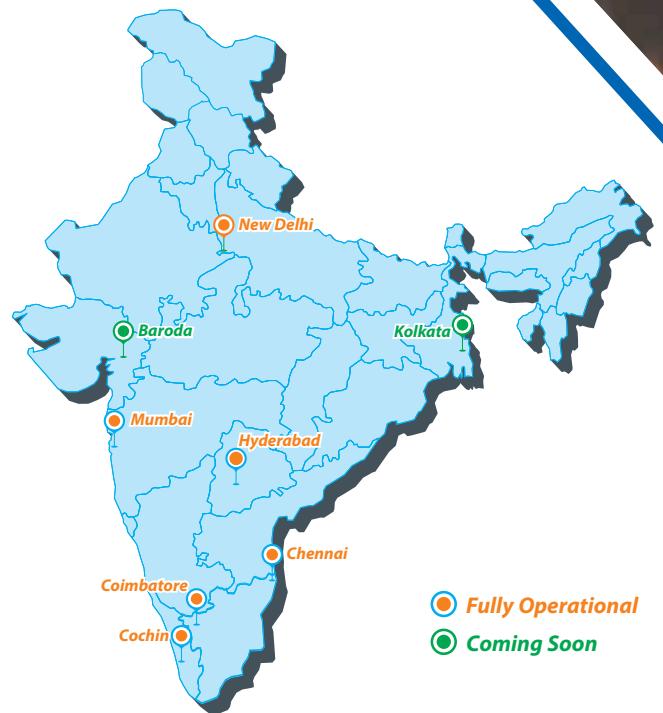 New Delhi
Baroda
Kolkata
Mumbai
Hyderabad
Chennai
Coimbatore
Cochin
Fully Operational
Coming Soon